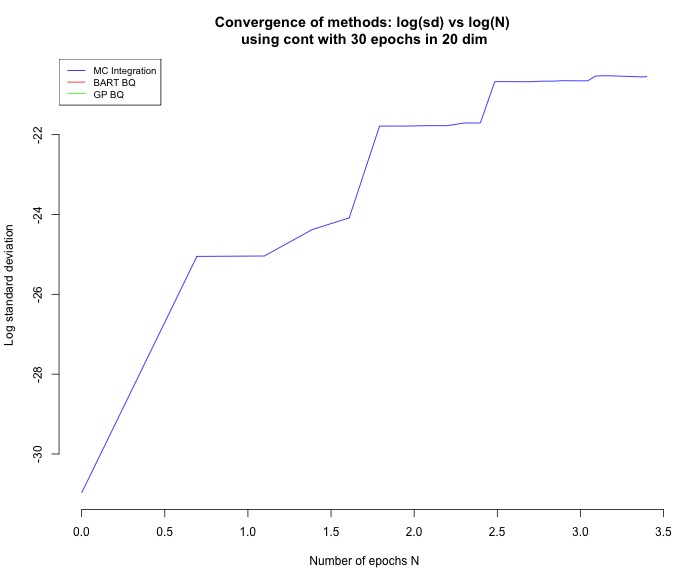 Convergence of methods: log(sd) vs log(N)
using cont with 30 epochs in 20 dim
MC Integration
BART BQ
GP BQ
Log standard deviation
-22
-24
-26
-28
-30
0.0 0.5 1.0 1.5 2.0 2.5 3.0 3.5
Number of epochs N